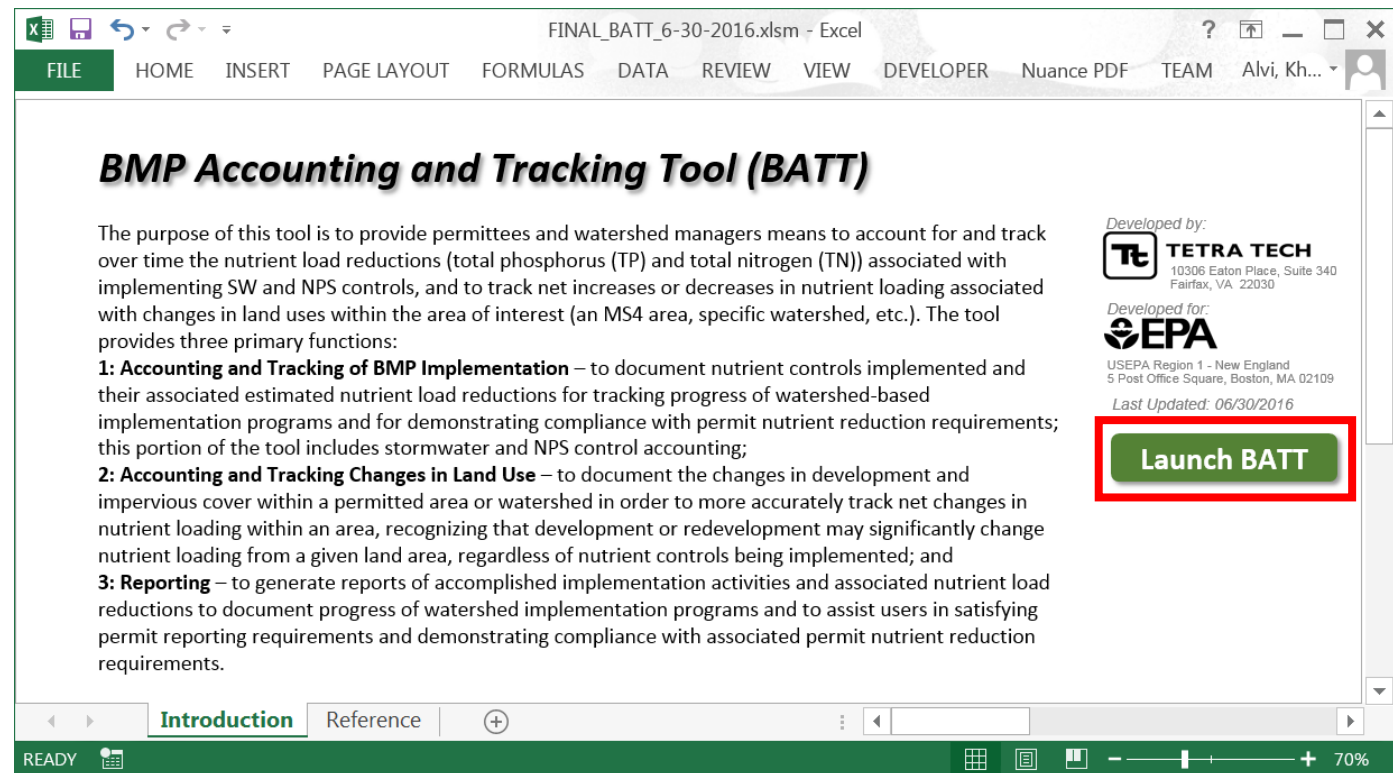 FINAL_BATT_6-30-2016.xlsm - Excel
?
FILE HOME INSERT PAGE LAYOUT FORMULAS DATA REVIEW VIEW DEVELOPER Nuance PDF TEAM Alvi, Kh...
BMP Accounting and Tracking Tool (BATT)
The purpose of this tool is to provide permittees and watershed managers means to account for and track
over time the nutrient load reductions (total phosphorus (TP) and total nitrogen (TN)) associated with
implementing SW and NPS controls, and to track net increases or decreases in nutrient loading associated
with changes in land uses within the area of interest (an MS4 area, specific watershed, etc.). The tool
provides three primary functions:
1: Accounting and Tracking of BMP Implementation – to document nutrient controls implemented and
their associated estimated nutrient load reductions for tracking progress of watershed-based
implementation programs and for demonstrating compliance with permit nutrient reduction requirements;
this portion of the tool includes stormwater and NPS control accounting;
2: Accounting and Tracking Changes in Land Use – to document the changes in development and
impervious cover within a permitted area or watershed in order to more accurately track net changes in
nutrient loading within an area, recognizing that development or redevelopment may significantly change
nutrient loading from a given land area, regardless of nutrient controls being implemented; and
3: Reporting – to generate reports of accomplished implementation activities and associated nutrient load
reductions to document progress of watershed implementation programs and to assist users in satisfying
permit reporting requirements and demonstrating compliance with associated permit nutrient reduction
requirements.
Developed by:
Tt TETRA TECH
10306 Eaton Place, Suite 340
Fairfax, VA 22030
Developed for:
EPA
USEPA Region 1 - New England
5 Post Office Square, Boston, MA 02109
Last Updated: 06/30/2016
Launch BATT
Introduction Reference
READY 70%